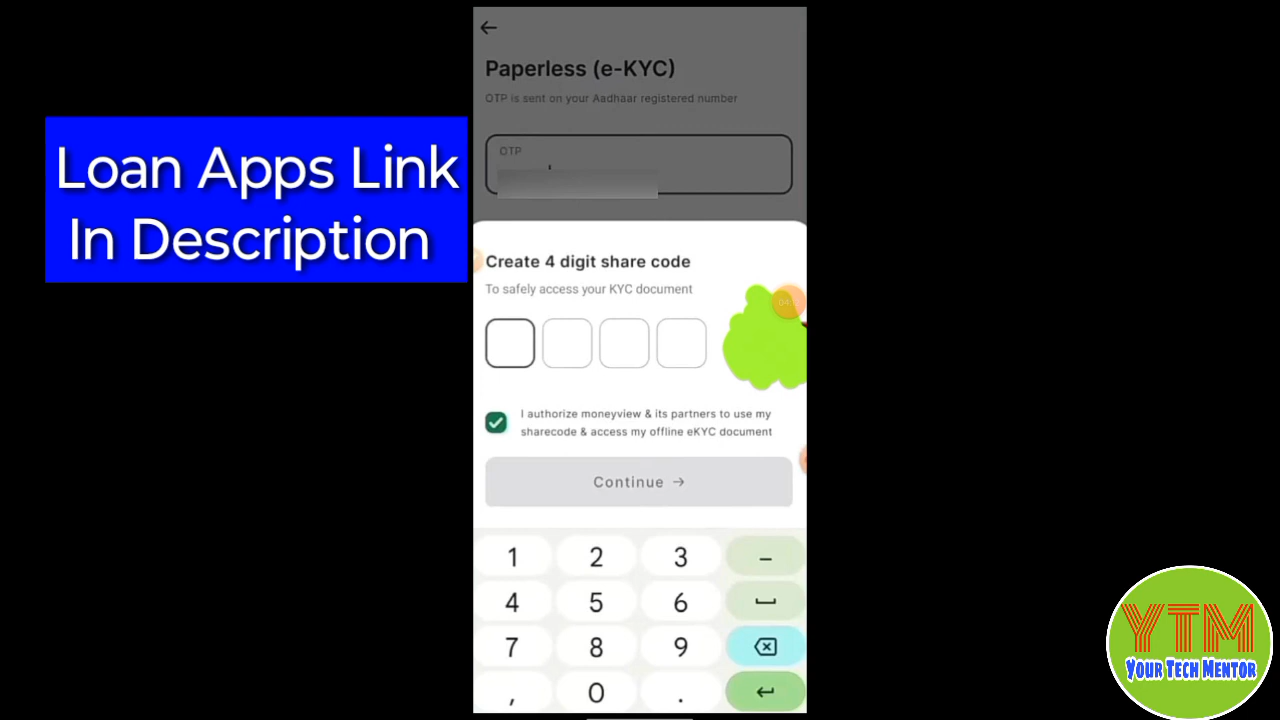 Loan Apps Link
In Description
Paperless (e-KYC)
OTP is sent on your Aadhaar registered number
OTP
Create 4 digit share code
To safely access your KYC document
I authorize moneyview & its partners to use my
sharecode & access my offline eKYC document
Continue →
1 2 3 –
4 5 6
7 8 9
, 0 .
YTM
Your Tech Mentor